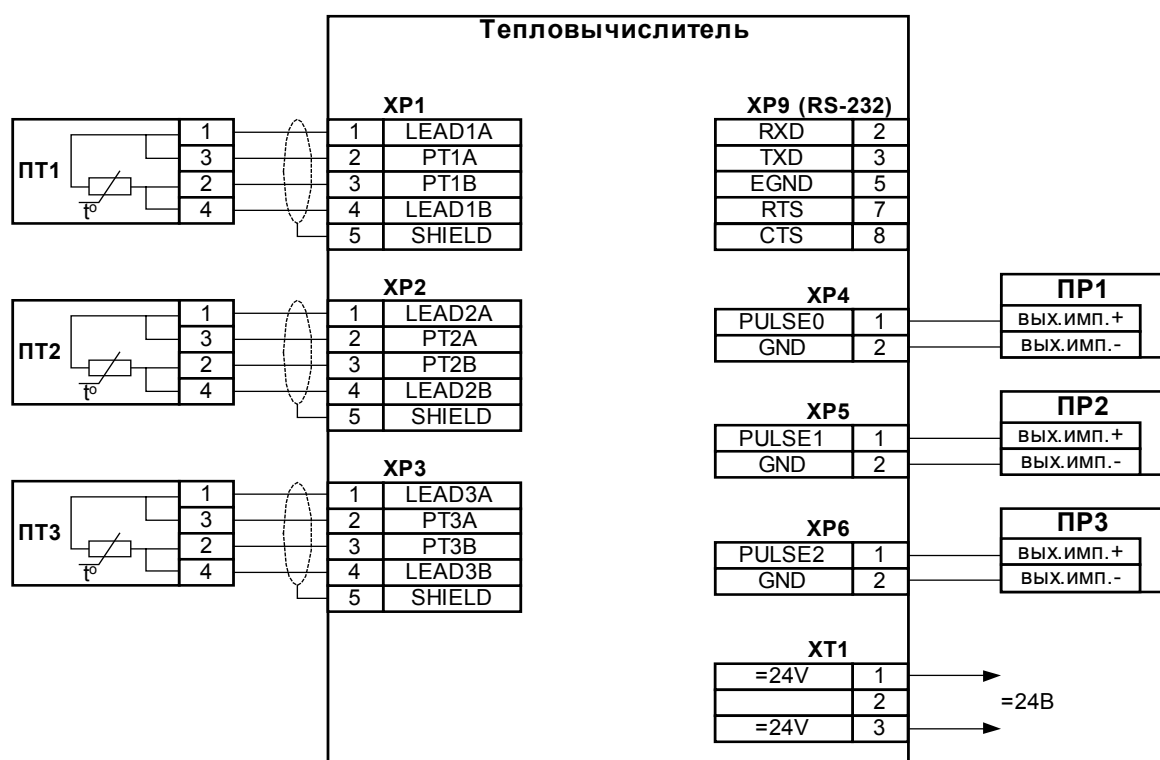 Тепловычислитель
XP1
ПТ1
1
3
2
4
1 LEAD1A
2 PT1A
3 PT1B
4 LEAD1B
5 SHIELD
tº
XP2
ПТ2
1
3
2
4
1 LEAD2A
2 PT2A
3 PT2B
4 LEAD2B
5 SHIELD
tº
XP3
ПТ3
1
3
2
4
1 LEAD3A
2 PT3A
3 PT3B
4 LEAD3B
5 SHIELD
tº
XP9 (RS-232)
RXD 2
TXD 3
EGND 5
RTS 7
CTS 8
XP4
PULSE0 1
GND 2
ПР1
вых.имп.+
вых.имп.-
XP5
PULSE1 1
GND 2
ПР2
вых.имп.+
вых.имп.-
XP6
PULSE2 1
GND 2
ПР3
вых.имп.+
вых.имп.-
XT1
=24V 1
2
=24V 3
=24В